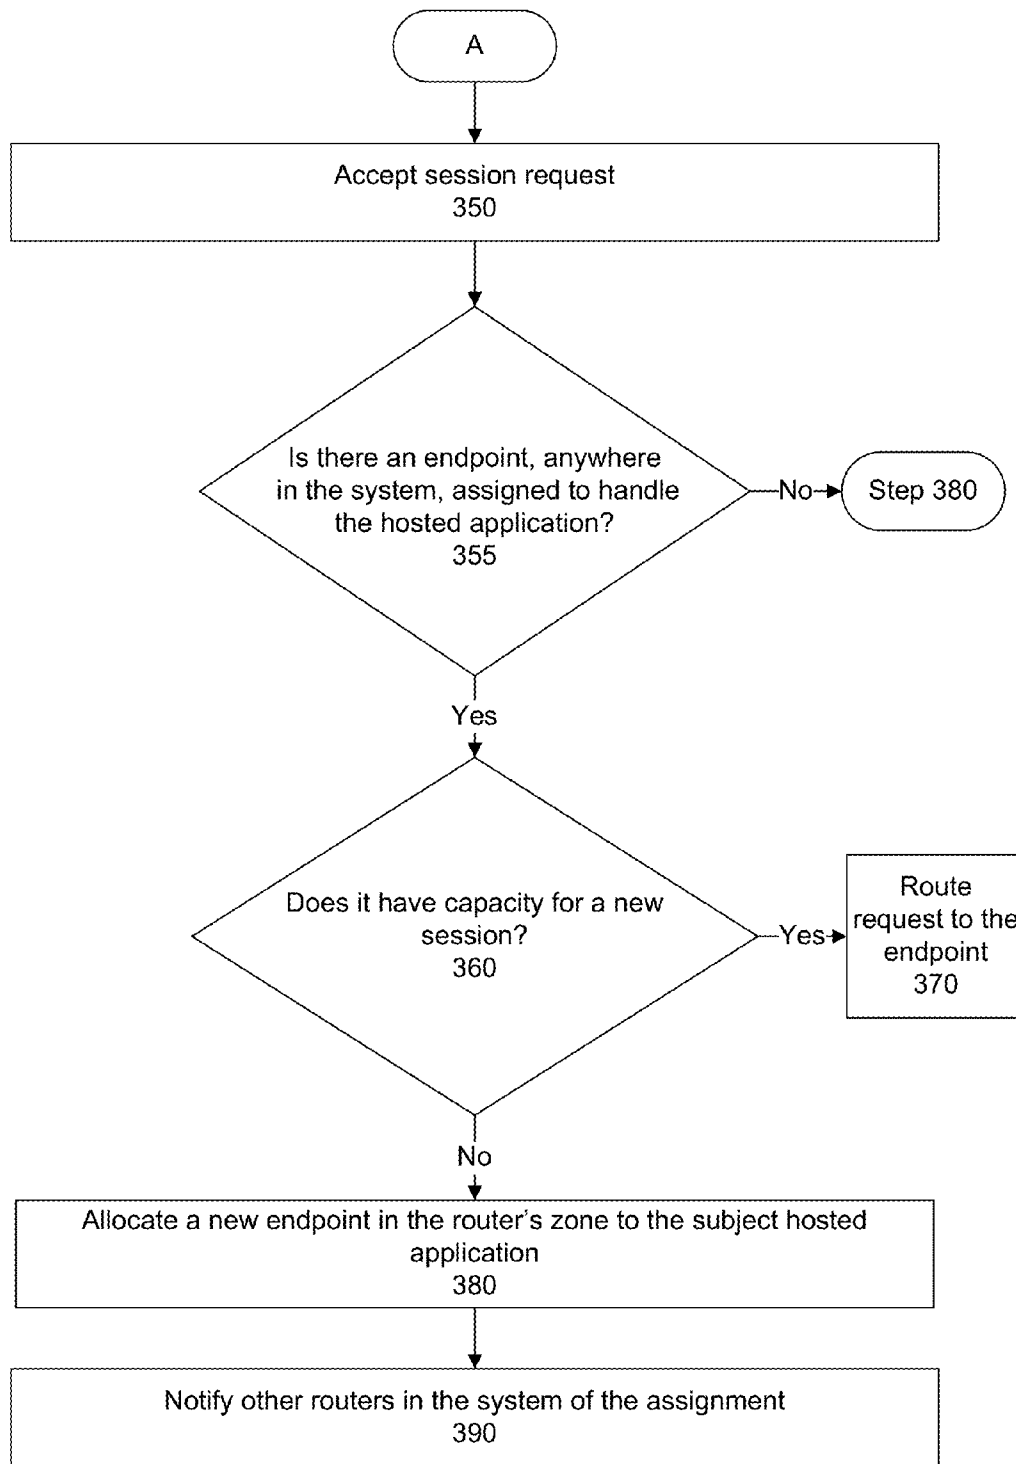 A
Accept session request
350
Is there an endpoint, anywhere
in the system, assigned to handle
the hosted application?
355
No
Step 380
Yes
Does it have capacity for a new
session?
360
Yes
Route
request to the
endpoint
370
No
Allocate a new endpoint in the router's zone to the subject hosted
application
380
Notify other routers in the system of the assignment
390